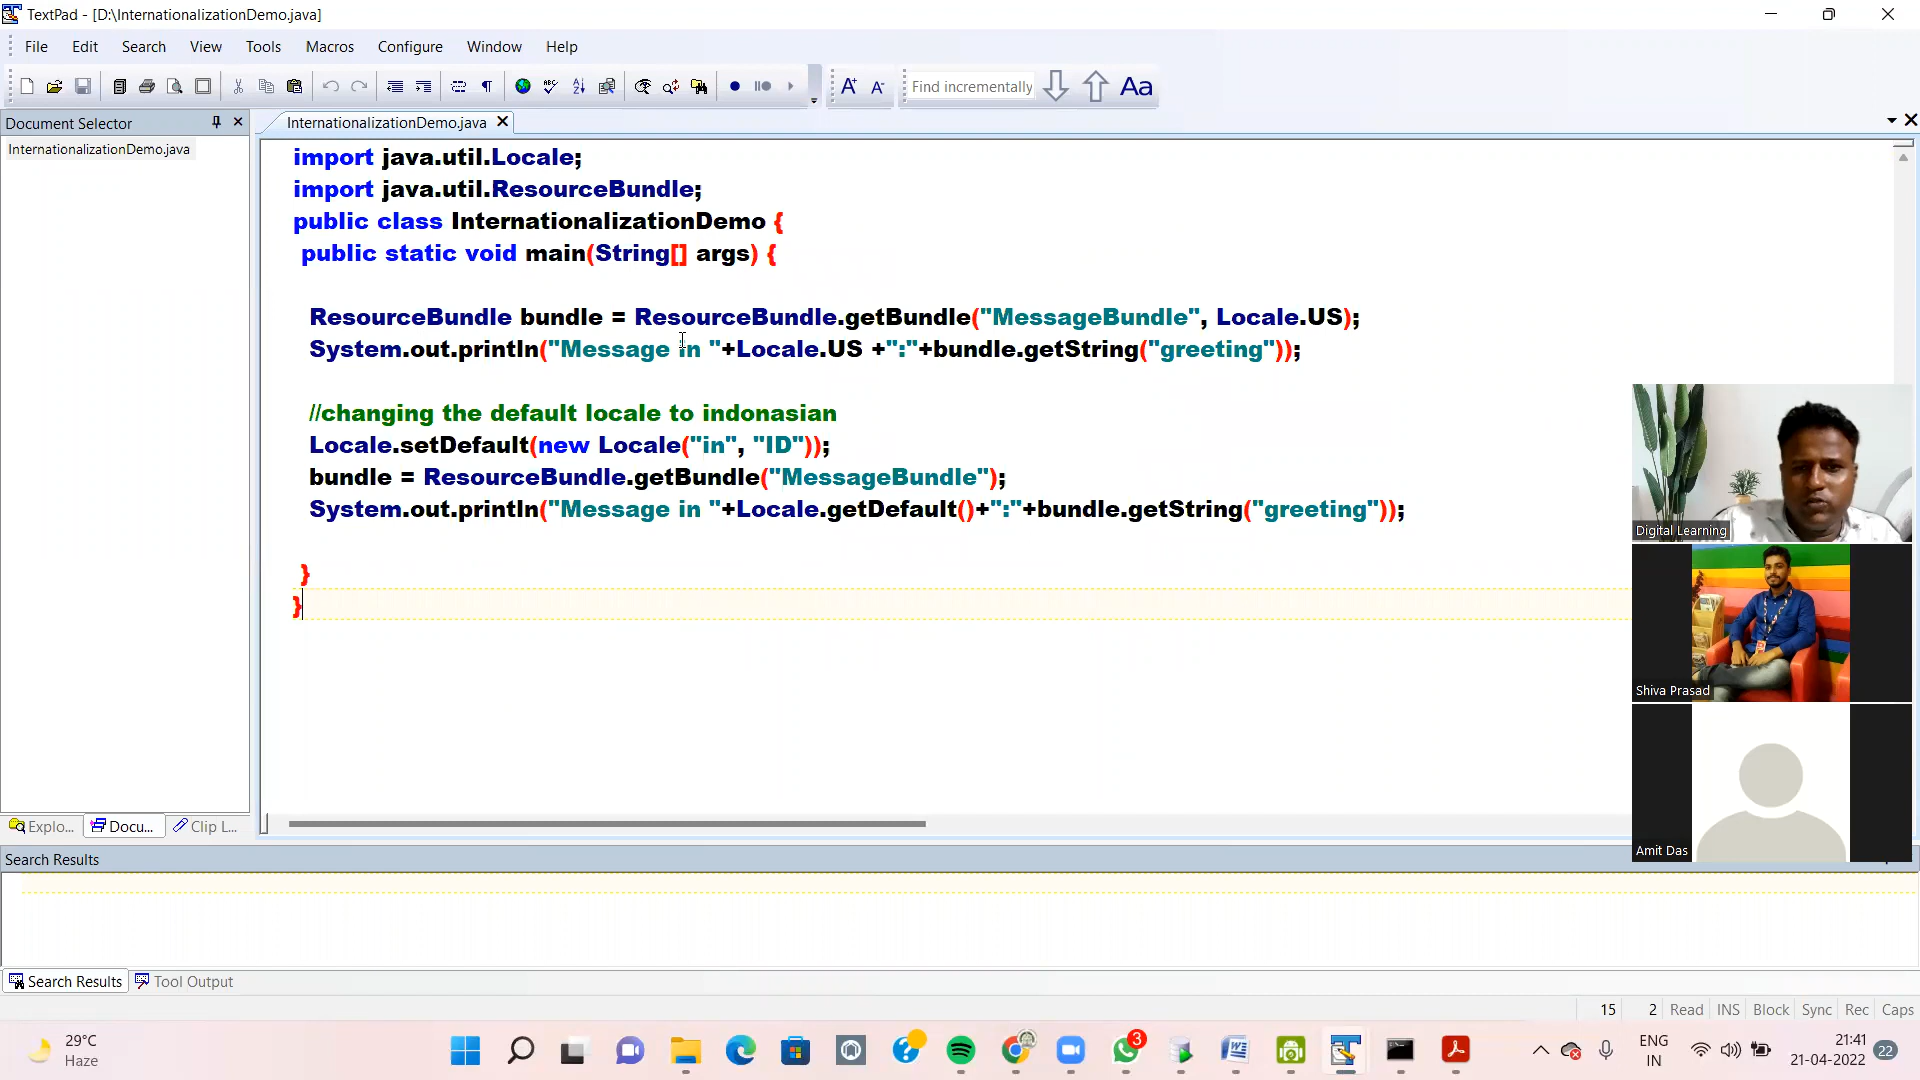 TextPad - [D:\InternationalizationDemo.java]
File Edit Search View Tools Macros Configure Window Help
Find incrementally
Aa
Document Selector
InternationalizationDemo.java
InternationalizationDemo.java
import java.util.Locale;
import java.util.ResourceBundle;
public class InternationalizationDemo {
public static void main(String[] args) {
ResourceBundle bundle = ResourceBundle.getBundle("MessageBundle", Locale.US);
System.out.println("Message in "+Locale.US +":"+bundle.getString("greeting"));
//changing the default locale to indonasian
Locale.setDefault(new Locale("in", "ID"));
bundle = ResourceBundle.getBundle("MessageBundle");
System.out.println("Message in "+Locale.getDefault()+":"+bundle.getString("greeting"));
}
}
Digital Learning
Shiva Prasad
Amit Das
Explo... Docu... Clip L...
Search Results
Search Results Tool Output
15 2 Read INS Block Sync Rec Caps
29°C
Haze
3
ENG
IN
21:41
21-04-2022
22